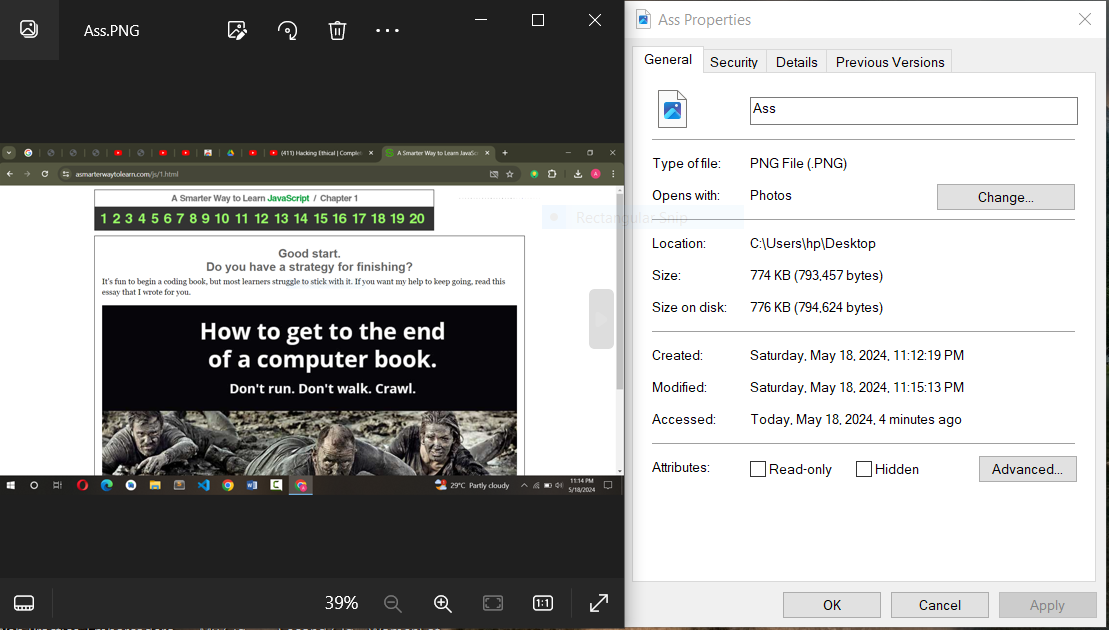 Ass.PNG
(411) Hacking Ethical | Complet
A Smarter Way to Learn JavaSc
asmarterwaytolearn.com/js/1.html
A Smarter Way to Learn JavaScript / Chapter 1
1 2 3 4 5 6 7 8 9 10 11 12 13 14 15 16 17 18 19 20
Rectangular Snip
Good start.
Do you have a strategy for finishing?
It's fun to begin a coding book, but most learners struggle to stick with it. If you want my help to keep going, read this
essay that I wrote for you.
How to get to the end
of a computer book.
Don't run. Don't walk. Crawl.
29°C Partly cloudy
11:14 PM
5/18/2024
39%
1:1
Ass Properties
General Security Details Previous Versions
Ass
Type of file: PNG File (.PNG)
Opens with: Photos Change...
Location: C:\Users\hp\Desktop
Size: 774 KB (793,457 bytes)
Size on disk: 776 KB (794,624 bytes)
Created: Saturday, May 18, 2024, 11:12:19 PM
Modified: Saturday, May 18, 2024, 11:15:13 PM
Accessed: Today, May 18, 2024, 4 minutes ago
Attributes: Read-only Hidden Advanced...
OK Cancel Apply